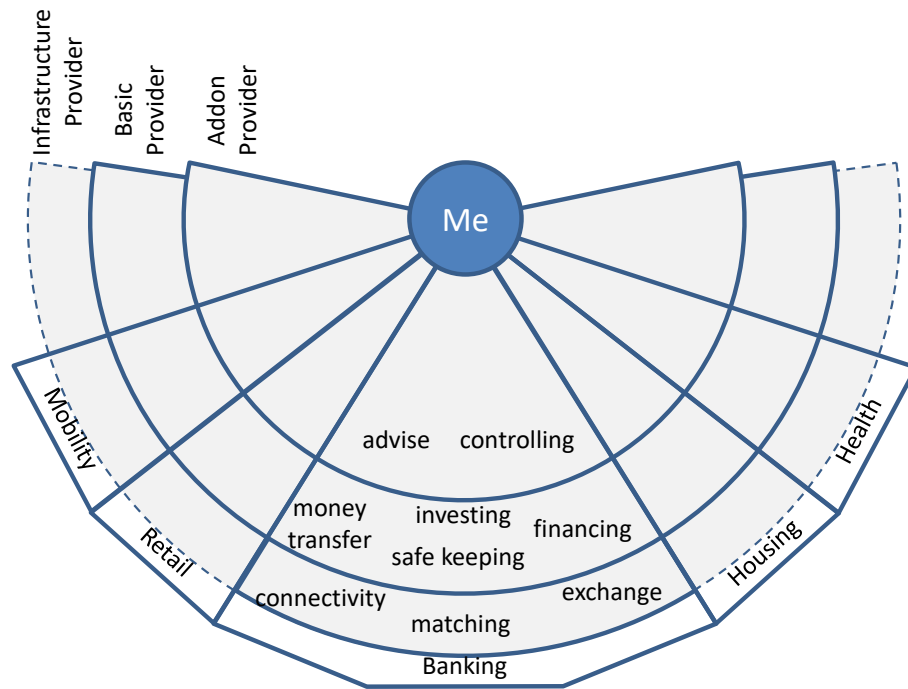 Infrastructure
Provider
Basic
Provider
Addon
Provider
Me
advise controlling
money
transfer
investing
financing
safe keeping
connectivity
exchange
matching
Mobility
Retail
Banking
Housing
Health